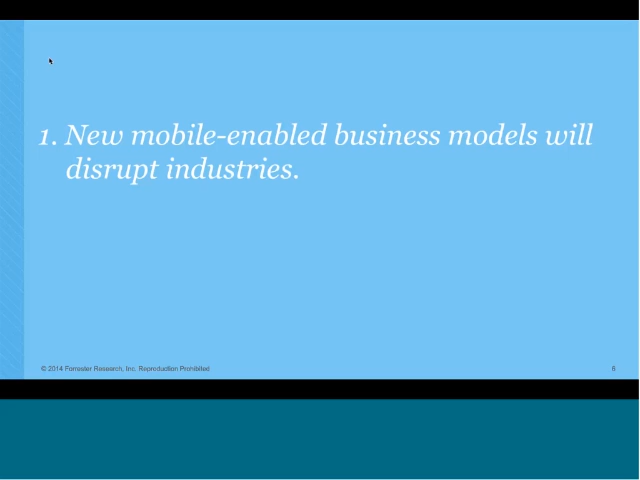 1. New mobile-enabled business models will
disrupt industries.
© 2014 Forrester Research, Inc. Reproduction Prohibited
6